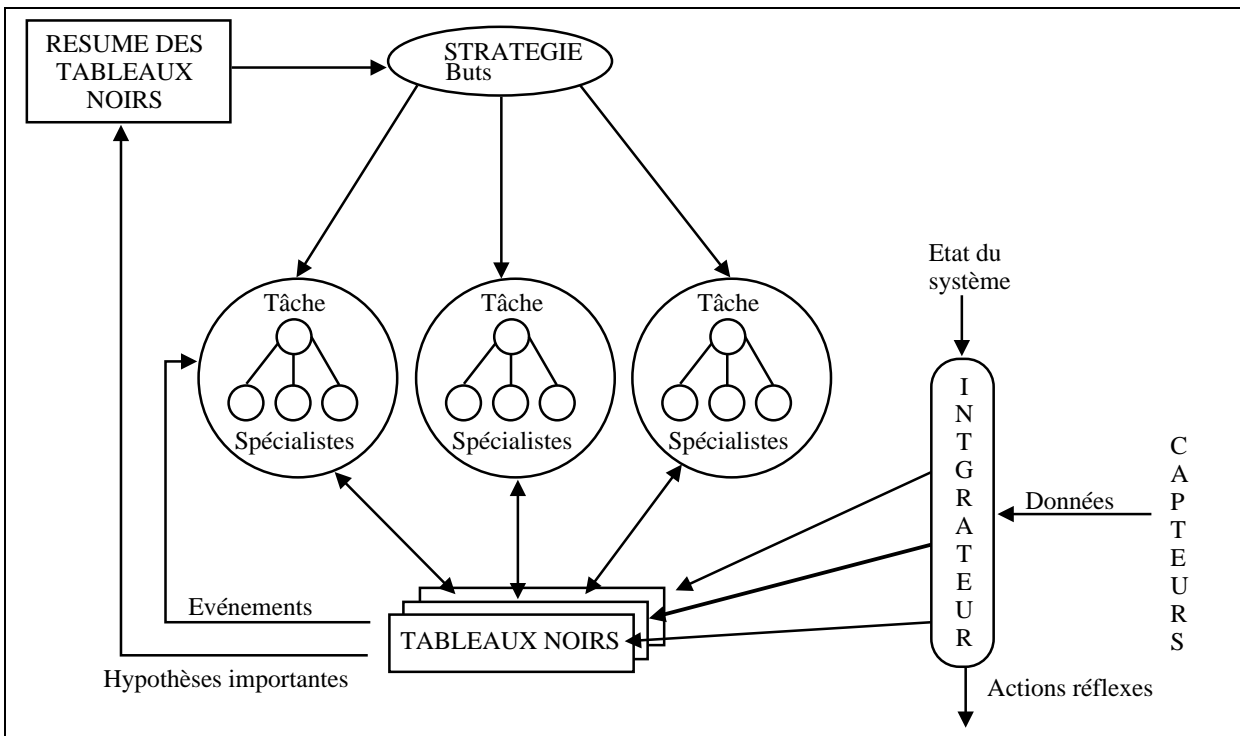 RESUME DES
TABLEAUX
NOIRS
STRATEGIE
Buts
Etat du
système
Tâche
Tâche
Tâche
Spécialistes
Spécialistes
Spécialistes
I
N
T
G
R
A
T
E
U
R
Données
C
A
P
T
E
U
R
S
Evénements
TABLEAUX NOIRS
Hypothèses importantes
Actions réflexes